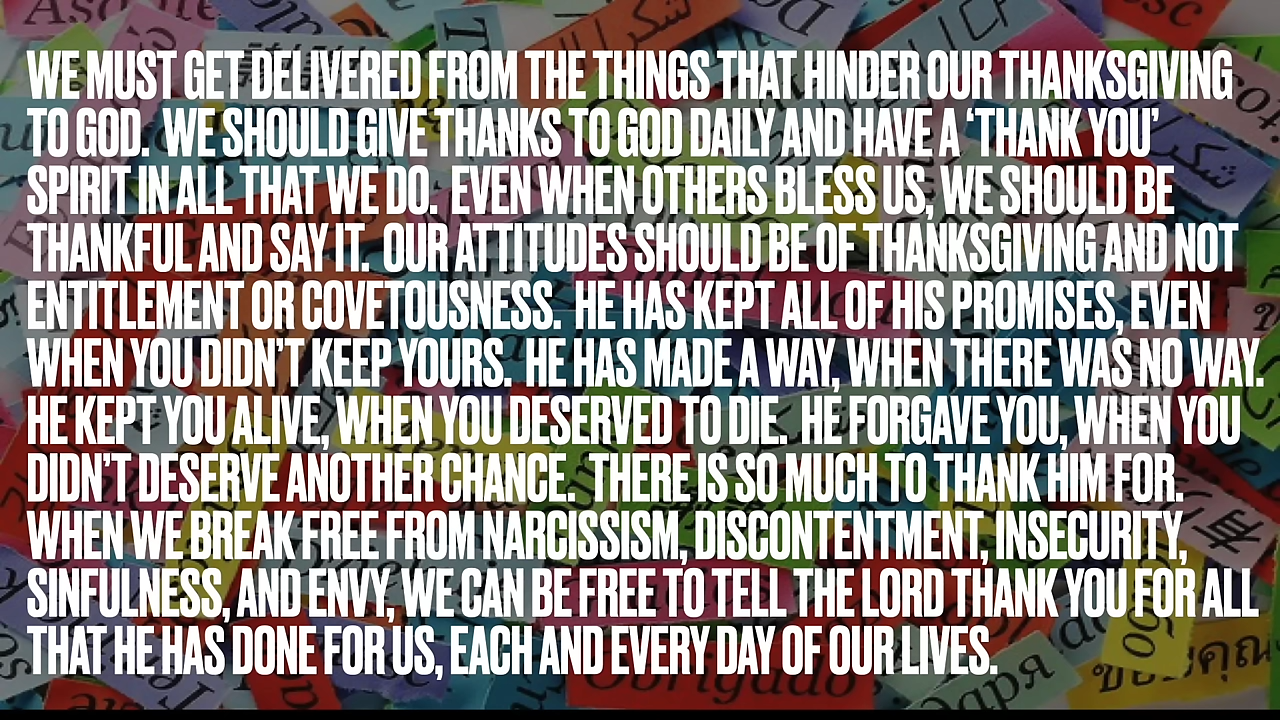 WE MUST GET DELIVERED FROM THE THINGS THAT HINDER OUR THANKSGIVING
TO GOD. WE SHOULD GIVE THANKS TO GOD DAILY AND HAVE A ‘THANK YOU’
SPIRIT IN ALL THAT WE DO. EVEN WHEN OTHERS BLESS US, WE SHOULD BE
THANKFUL AND SAY IT. OUR ATTITUDES SHOULD BE OF THANKSGIVING AND NOT
ENTITLEMENT OR COVETOUSNESS. HE HAS KEPT ALL OF HIS PROMISES, EVEN
WHEN YOU DIDN’T KEEP YOURS. HE HAS MADE A WAY, WHEN THERE WAS NO WAY.
HE KEPT YOU ALIVE, WHEN YOU DESERVED TO DIE. HE FORGAVE YOU, WHEN YOU
DIDN’T DESERVE ANOTHER CHANCE. THERE IS SO MUCH TO THANK HIM FOR.
WHEN WE BREAK FREE FROM NARCISSISM, DISCONTENTMENT, INSECURITY,
SINFULNESS, AND ENVY, WE CAN BE FREE TO TELL THE LORD THANK YOU FOR ALL
THAT HE HAS DONE FOR US, EACH AND EVERY DAY OF OUR LIVES.
Obrigado